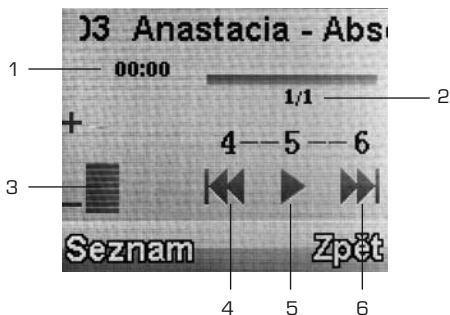 03 Anastacia - Abs
1
00:00
1/1
2
+
4--5--6
3
−
Seznam Zpět
4 5 6